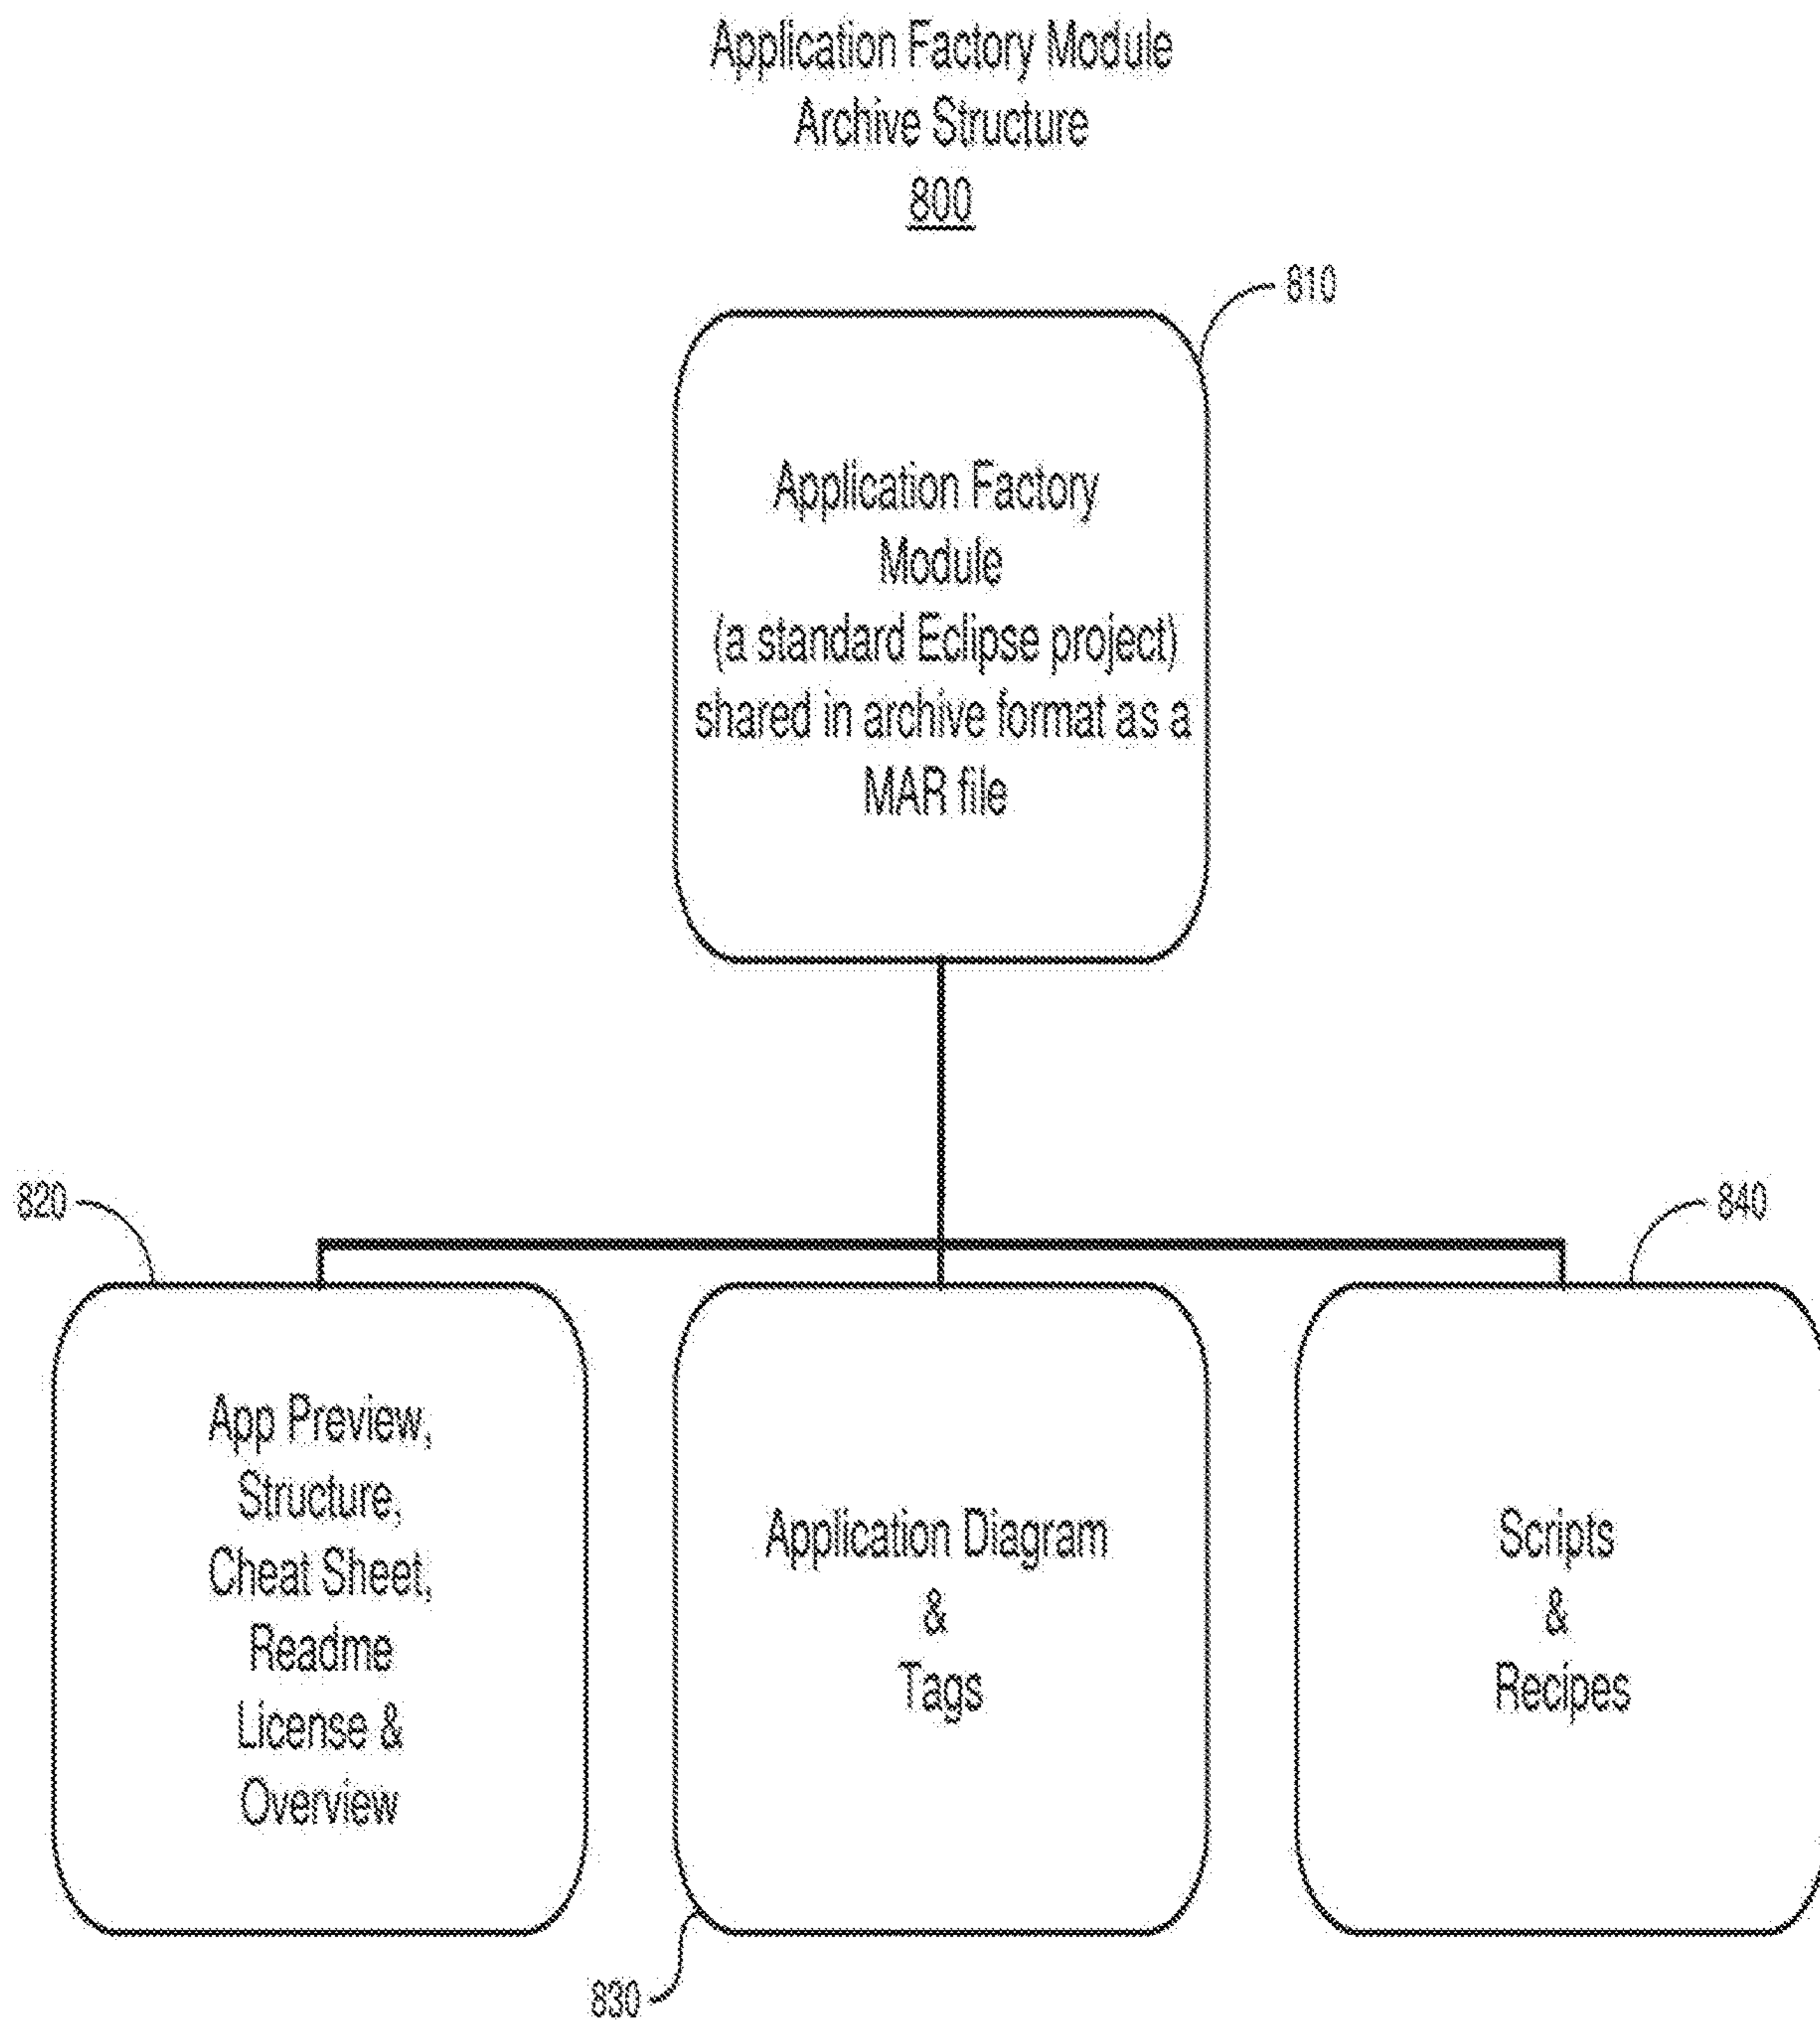 Application Factory Module
Archive Structure
800
810
Application Factory
Module
(a standard Eclipse project)
shared in archive format as a
MAR file
820
840
App Preview,
Structure,
Cheat Sheet,
Readme
License &
Overview
Application Diagram
&
Tags
Scripts
&
Recipes
830